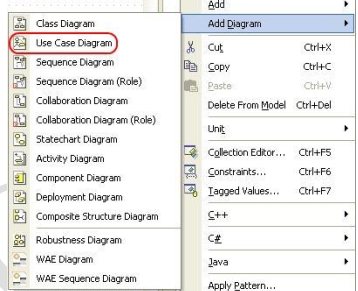 Class Diagram
Use Case Diagram
Sequence Diagram
Sequence Diagram (Role)
Collaboration Diagram
Collaboration Diagram (Role)
Statechart Diagram
Activity Diagram
Component Diagram
Deployment Diagram
Composite Structure Diagram
Robustness Diagram
WAE Diagram
WAE Sequence Diagram
Add
Add Diagram
Cut Ctrl+X
Copy Ctrl+C
Paste Ctrl+V
Delete From Model Ctrl+Del
Unit
Collection Editor... Ctrl+F5
Constraints... Ctrl+F6
Tagged Values... Ctrl+F7
C++
C#
Java
Apply Pattern...